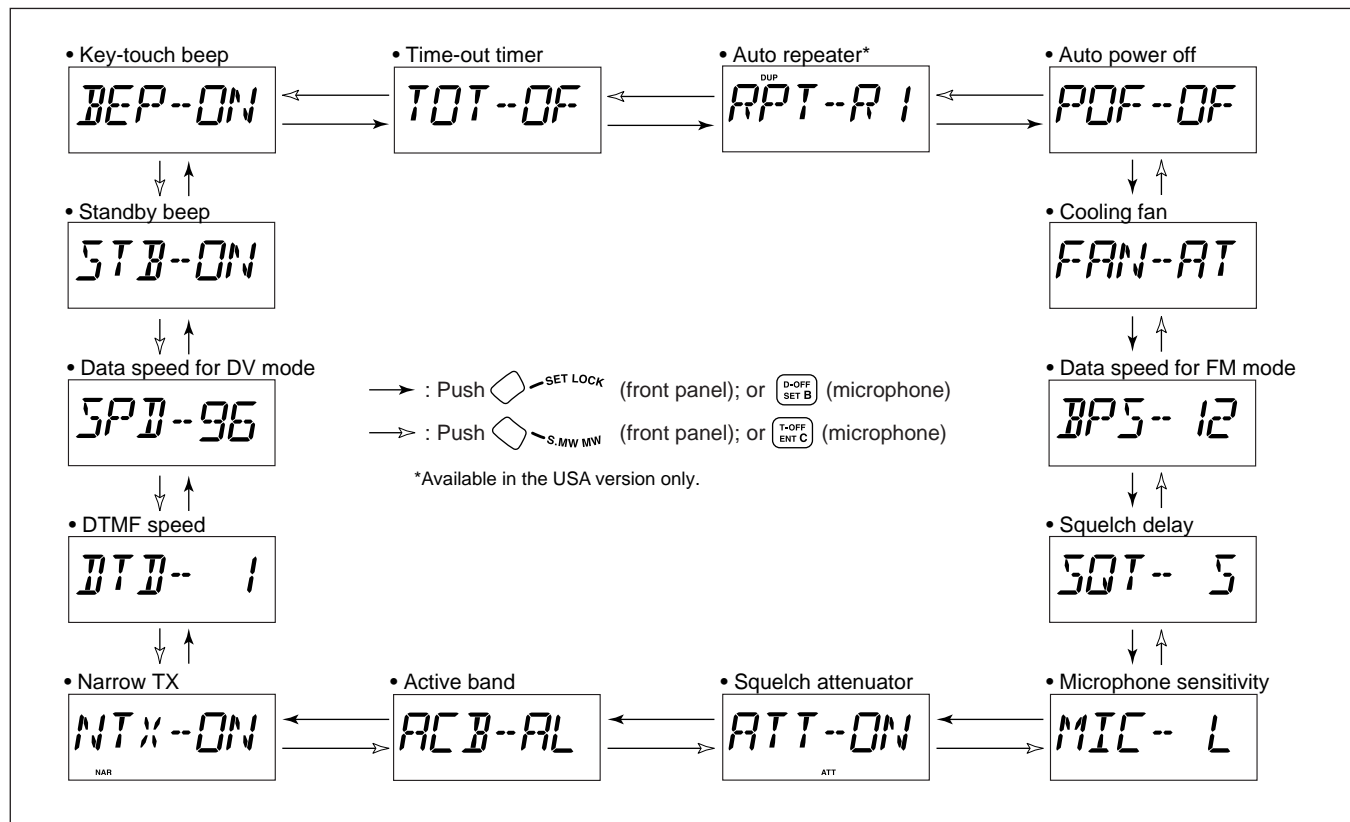 • Key-touch beep
BEP--ON
• Time-out timer
TOT--OF
• Auto repeater*
DUP
RPT--R1
• Auto power off
POF--OF
• Standby beep
STB--ON
• Cooling fan
FAN--AT
• Data speed for DV mode
SPD--96
: Push SET LOCK (front panel); or D-OFF SET B (microphone)
: Push S.MW MW (front panel); or T-OFF ENT C (microphone)
*Available in the USA version only.
• Data speed for FM mode
BPS--12
• DTMF speed
DTD-- 1
• Squelch delay
SQT-- S
• Narrow TX
NTX--ON
NAR
• Active band
ACB--AL
• Squelch attenuator
ATT--ON
ATT
• Microphone sensitivity
MIC-- L